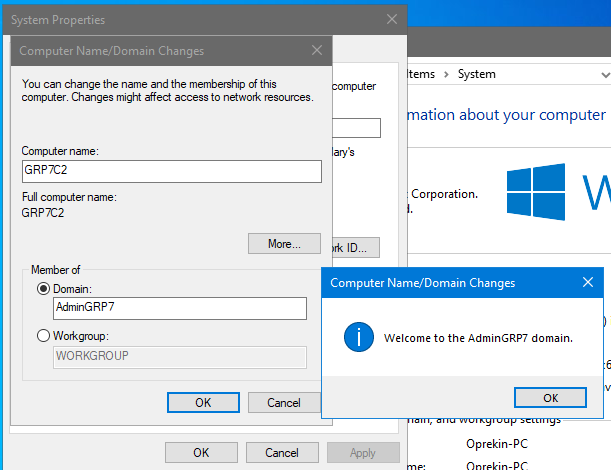 System Properties
Computer Name/Domain Changes
Items > System
You can change the name and the membership of this
computer. Changes might affect access to network resources.
computer
mation about your computer
Computer name:
GRP7C2
ary's
Full computer name:
GRP7C2
Corporation.
d.
W
More...
rk ID...
Member of
Domain:
AdminGRP7
Workgroup:
WORKGROUP
OK
Cancel
Computer Name/Domain Changes
Welcome to the AdminGRP7 domain.
OK
main, and workgroup settings
Oprekin-PC
OK
Cancel
Apply
me:
Oprekin-PC